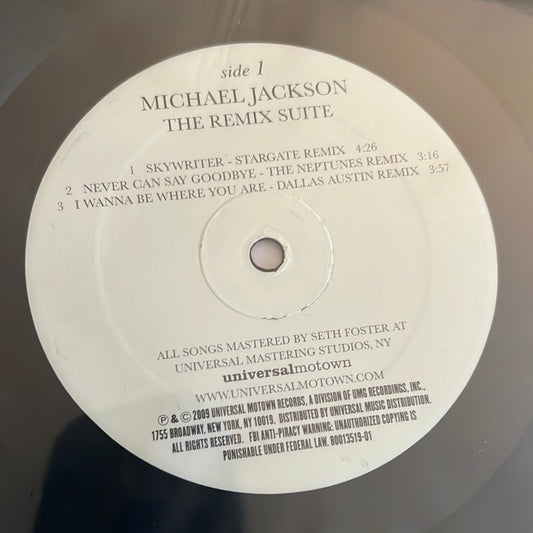 side 1
MICHAEL JACKSON
THE REMIX SUITE
1 SKYWRITER - STARGATE REMIX 4:26
2 NEVER CAN SAY GOODBYE - THE NEPTUNES REMIX 3:16
3 I WANNA BE WHERE YOU ARE - DALLAS AUSTIN REMIX 3:57
ALL SONGS MASTERED BY SETH FOSTER AT
UNIVERSAL MASTERING STUDIOS, NY
universalmotown
WWW.UNIVERSALMOTOWN.COM
℗ & © 2009 UNIVERSAL MOTOWN RECORDS. A DIVISION OF UMG RECORDINGS, INC.,
1755 BROADWAY, NEW YORK, NY 10019. DISTRIBUTED BY UNIVERSAL MUSIC DISTRIBUTION.
ALL RIGHTS RESERVED. FBI ANTI-PIRACY WARNING: UNAUTHORIZED COPYING IS
PUNISHABLE UNDER FEDERAL LAW. B0013519-01